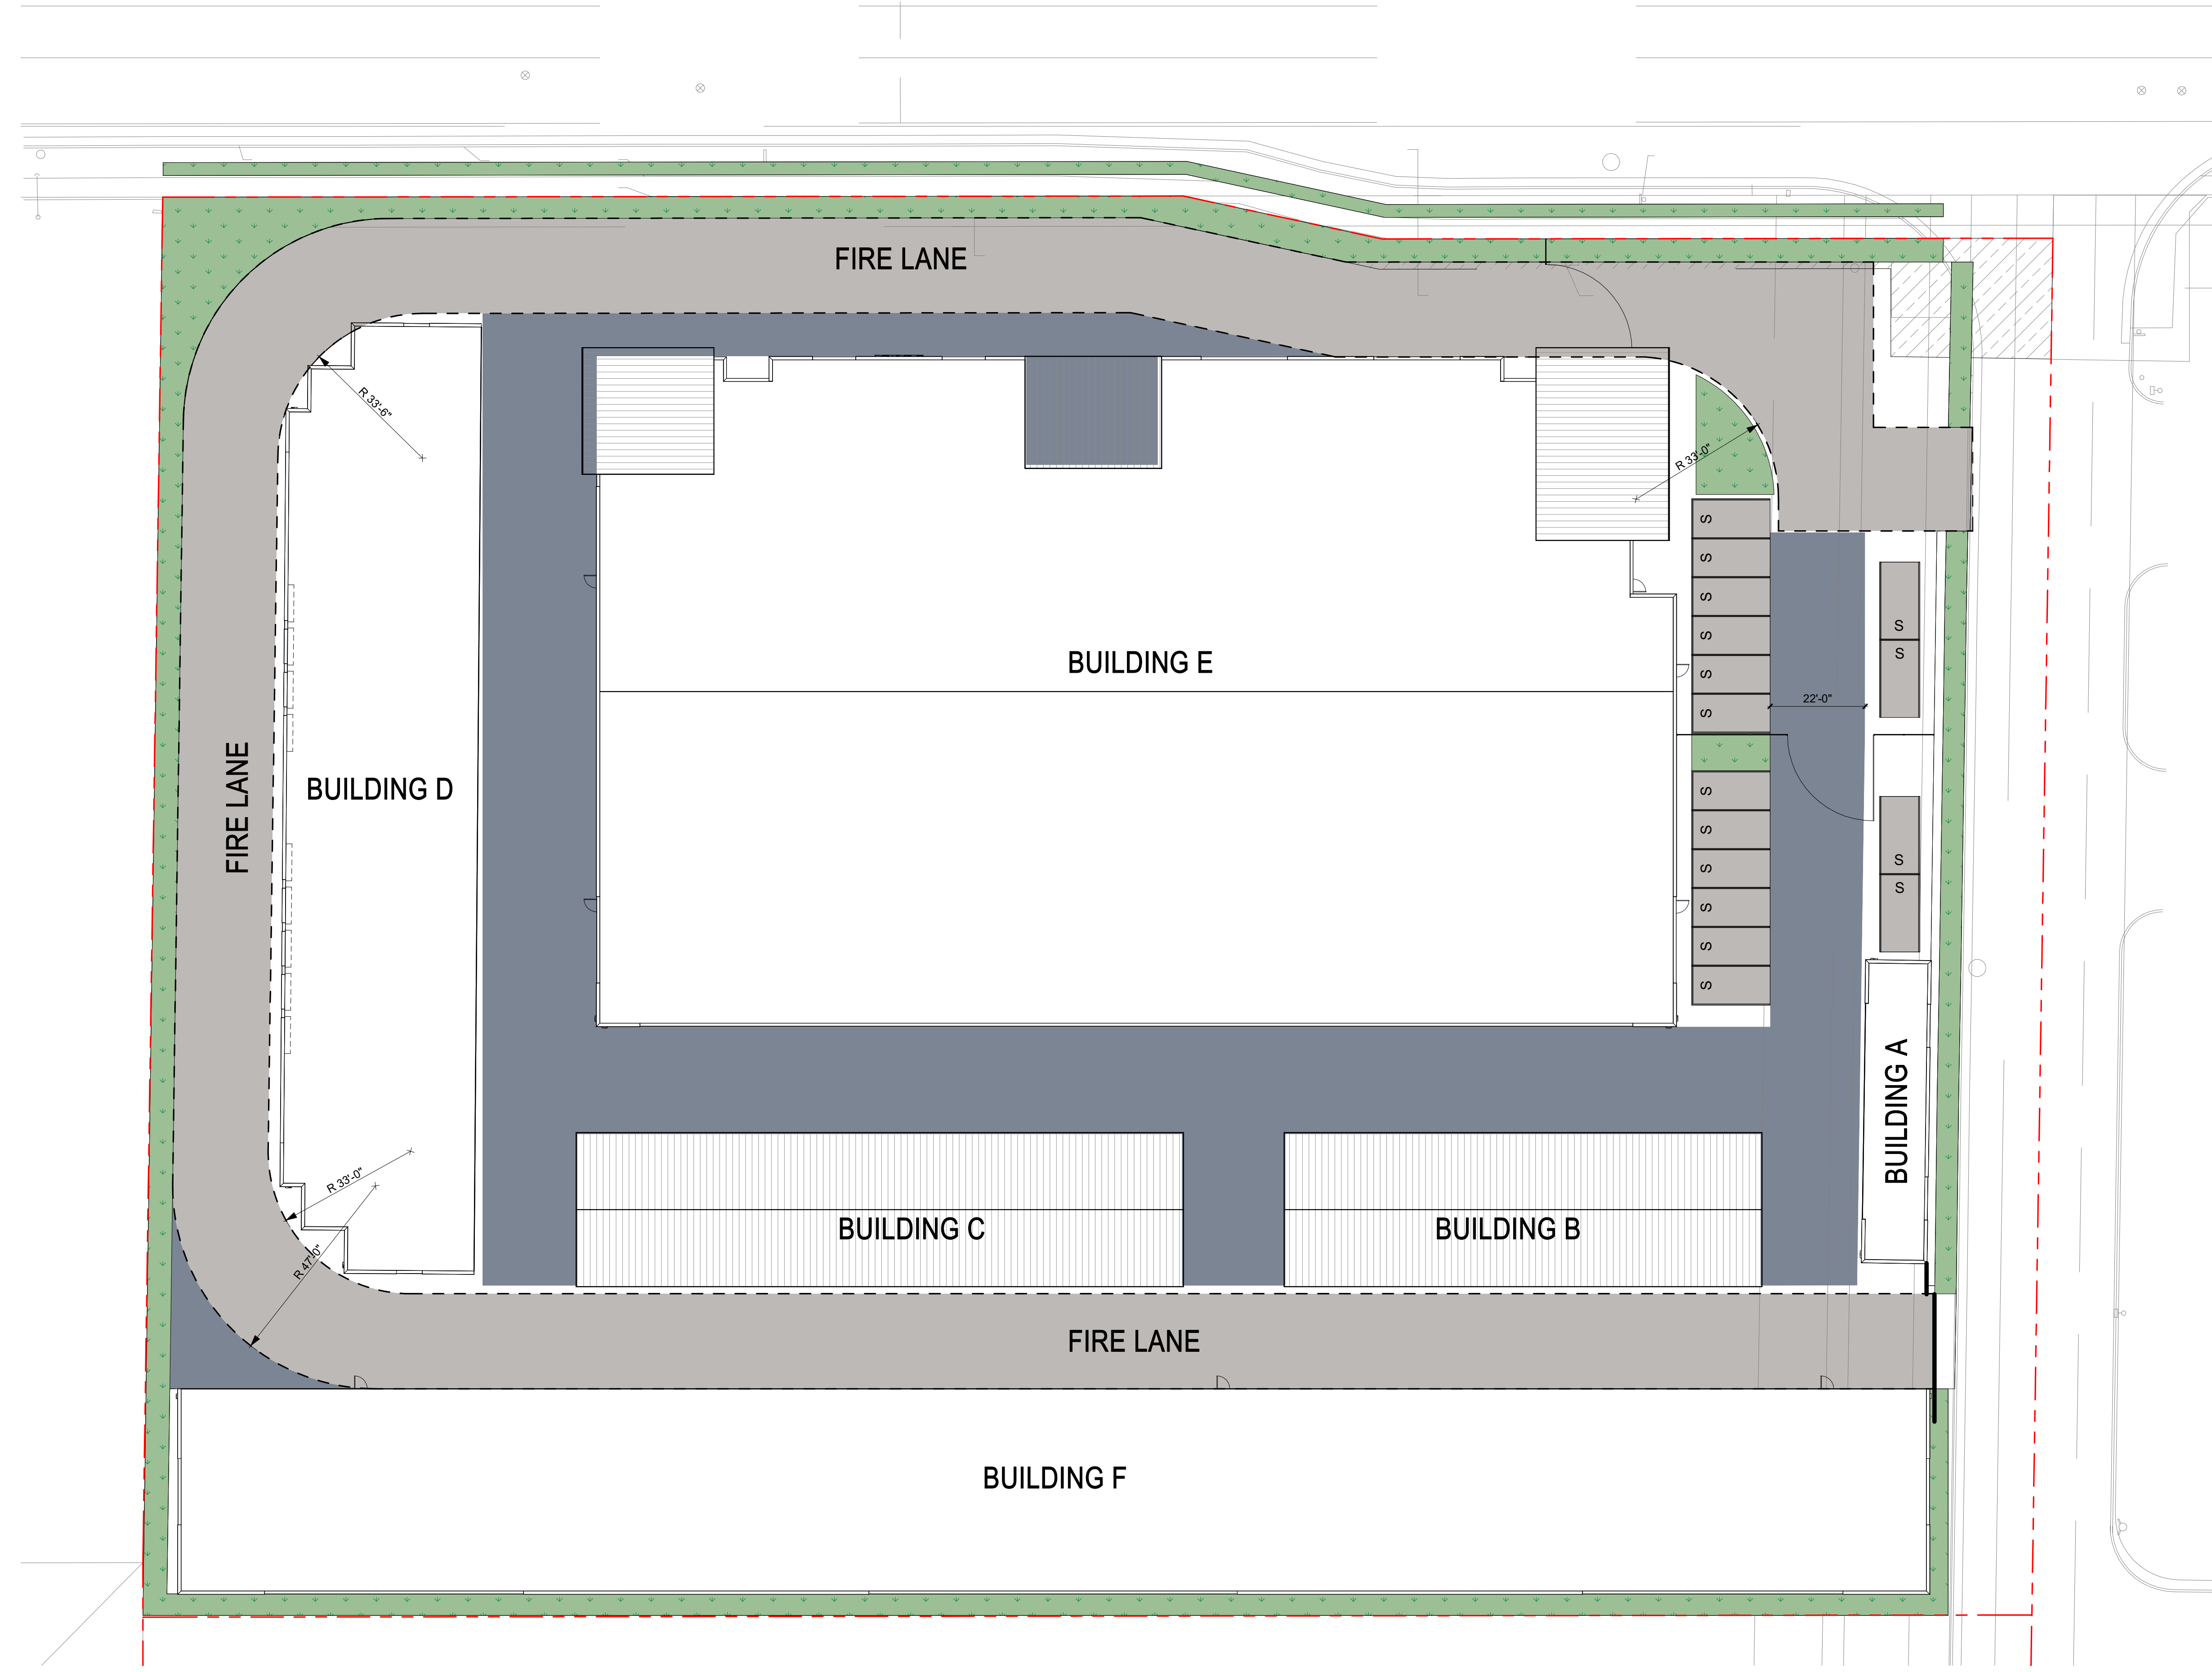 FIRE LANE
R 33'-6"
R 33'-0"
S
S
S
S
S
S
S
S
BUILDING E
22'-0"
FIRE LANE
BUILDING D
S
S
S
S
S
S
S
S
BUILDING A
R 33'-0"
R 47'-0"
BUILDING C
BUILDING B
FIRE LANE
BUILDING F